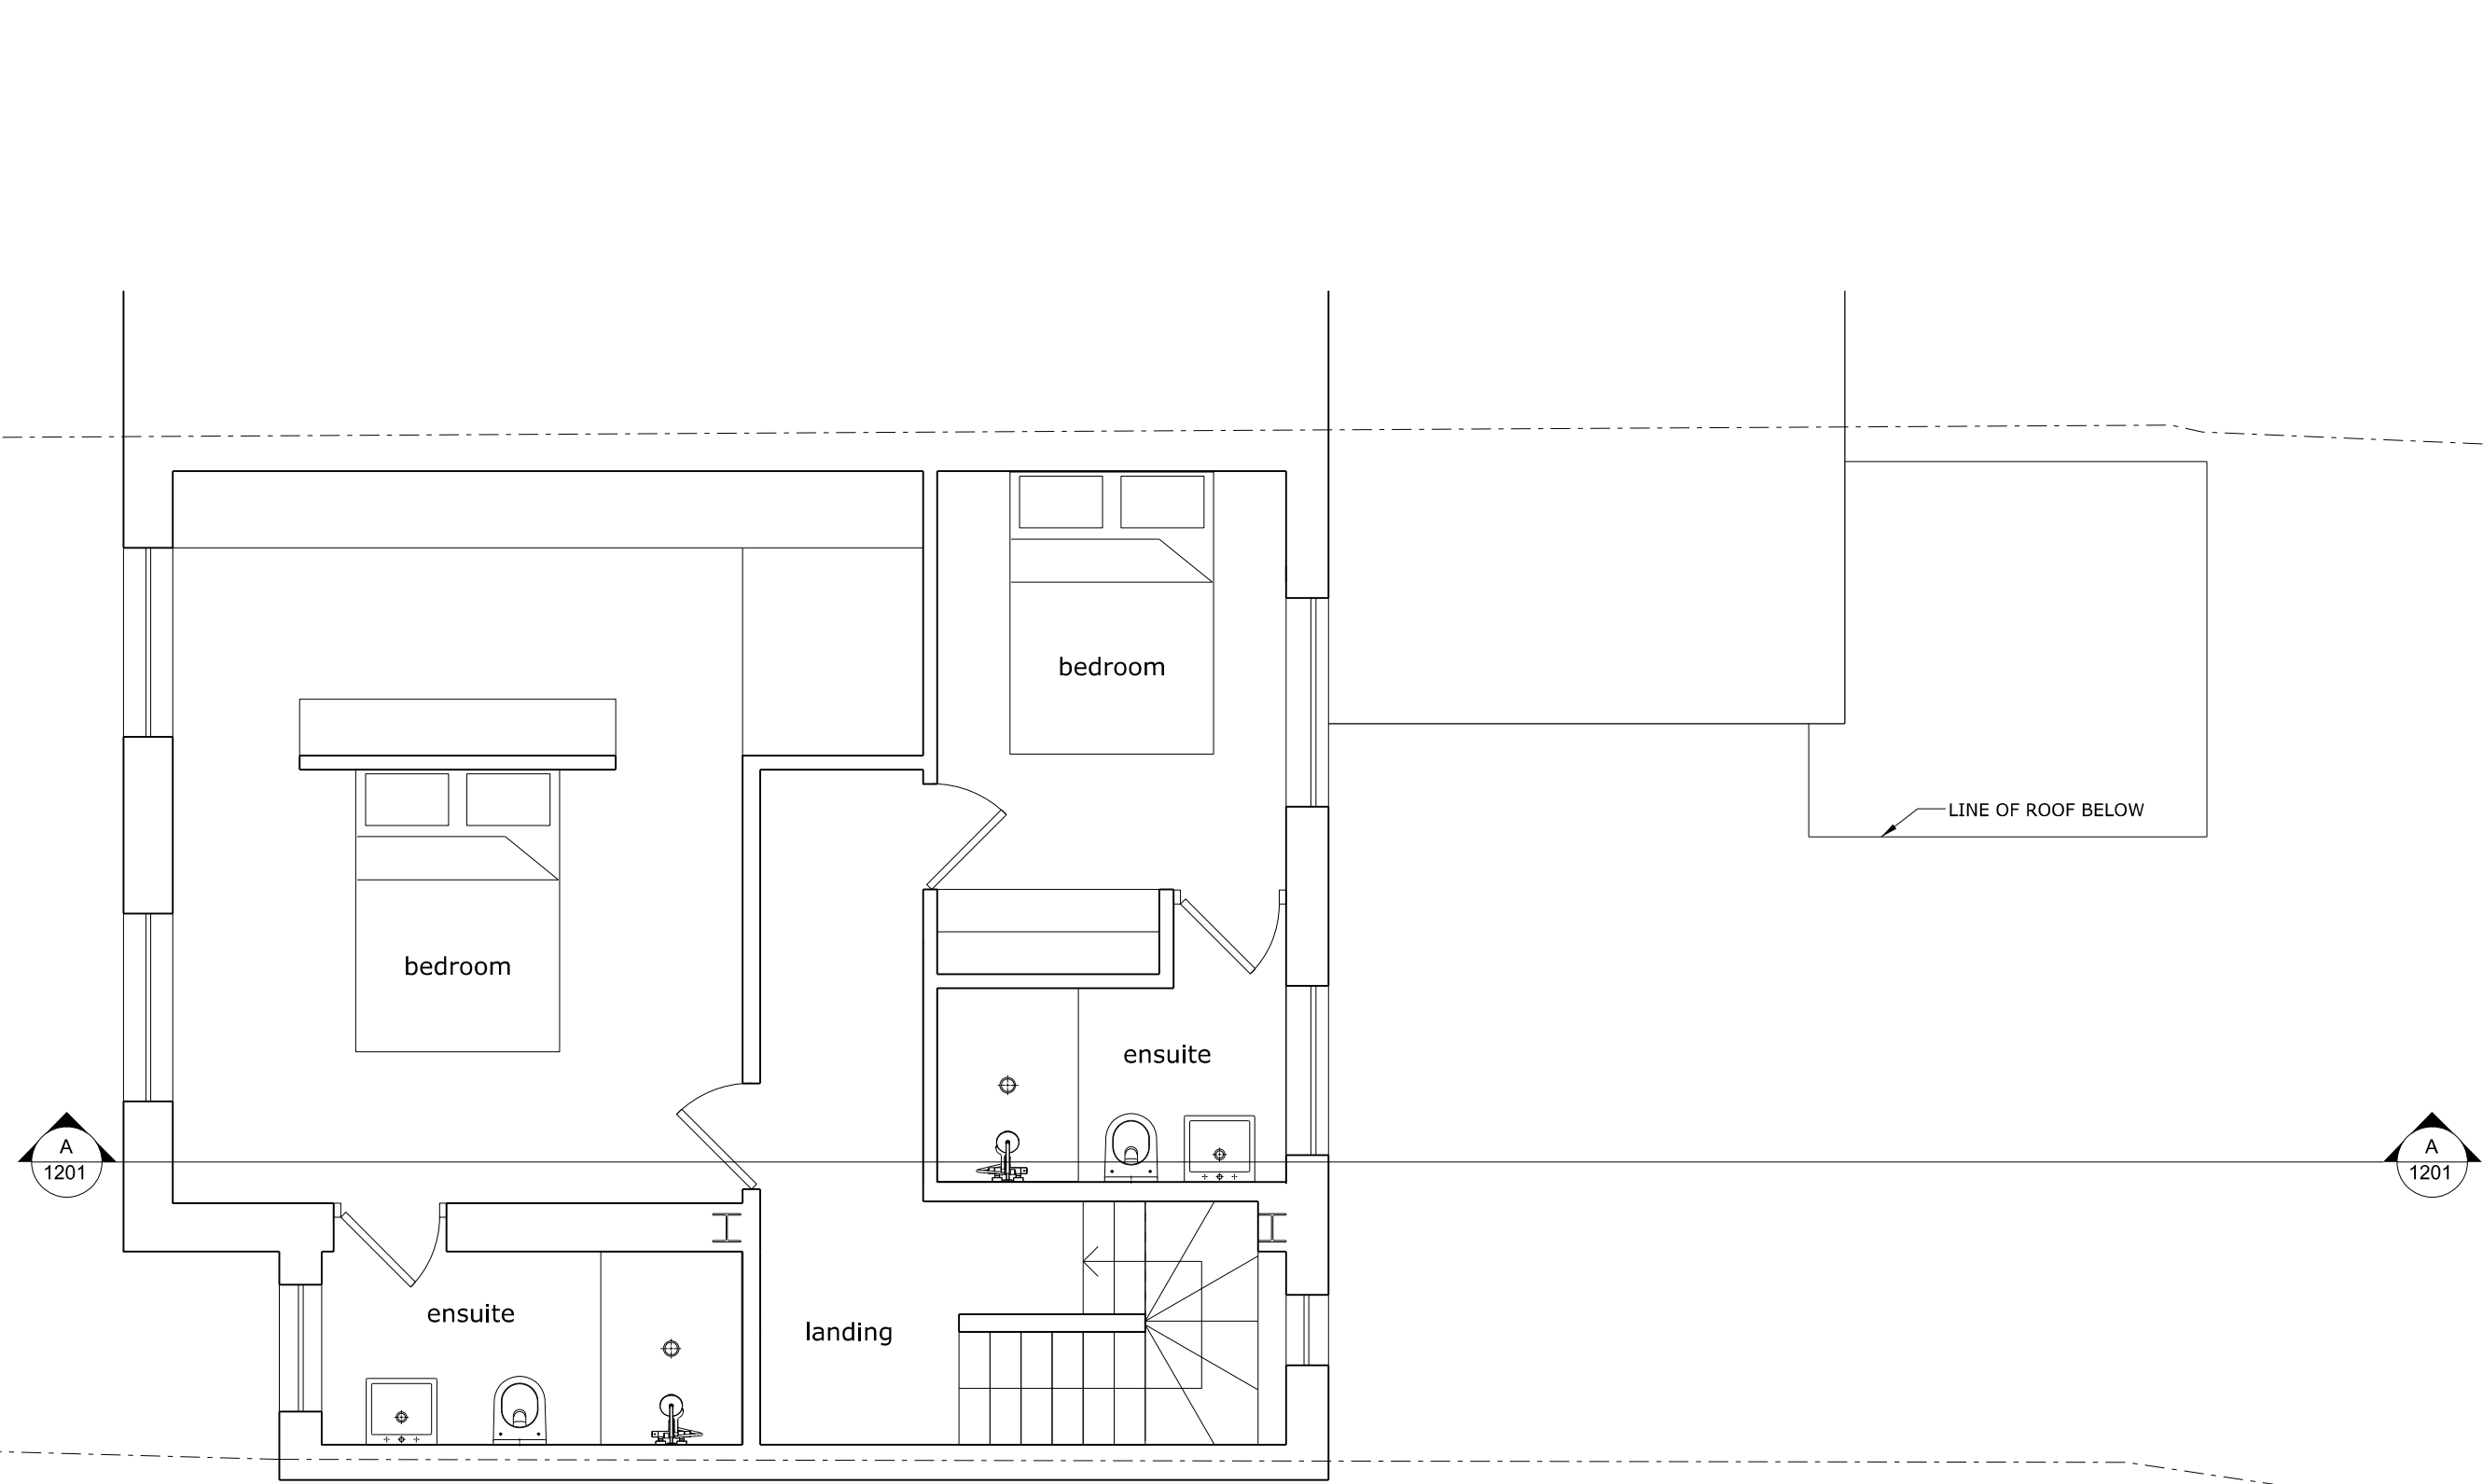 bedroom
LINE OF ROOF BELOW
bedroom
ensuite
A
1201
A
1201
ensuite
landing